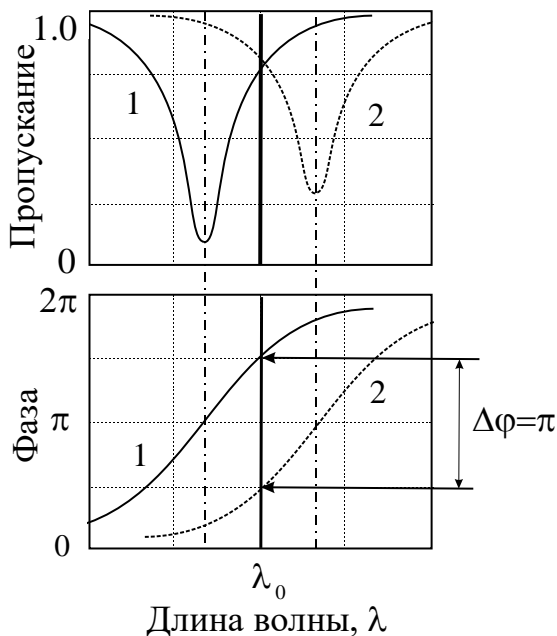 1.0
Пропускание
1
2
0
2π
π
Фаза
1
2
Δφ=π
0
λ₀
Длина волны, λ